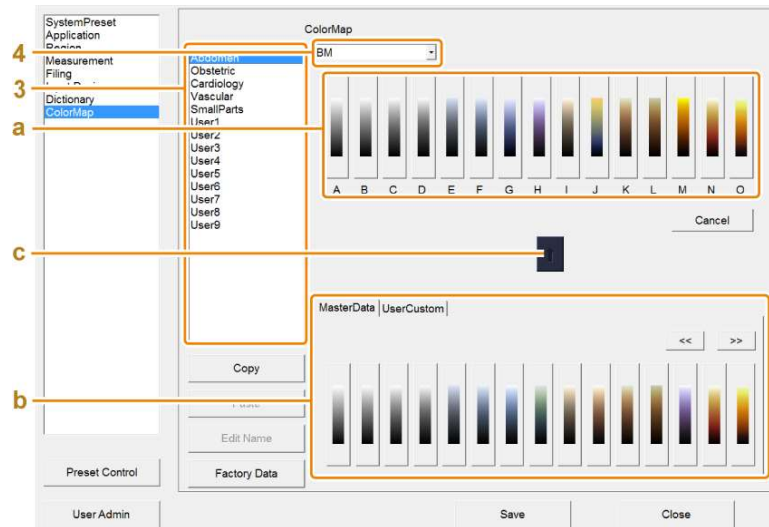 SystemPreset
Application
Region
Measurement
Filing
Dictionary
ColorMap
Preset Control
User Admin
4
3
a
c
b
ColorMap
BM
Abdomen
Obstetric
Cardiology
Vascular
SmallParts
User1
User2
User3
User4
User5
User6
User7
User8
User9
Copy
Paste
Edit Name
Factory Data
A B C D E F G H I J K L M N O
Cancel
MasterData UserCustom
<< >>
Save Close